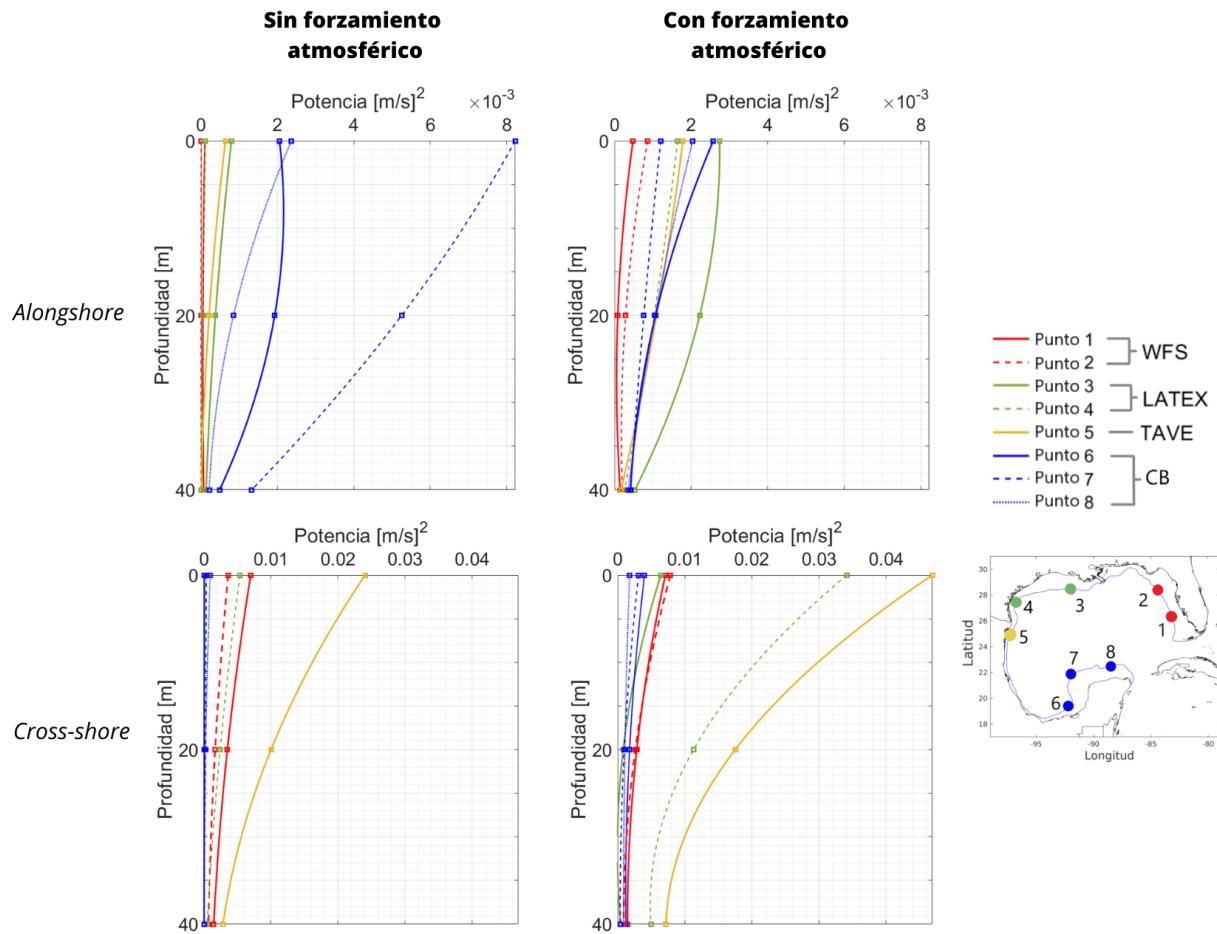 Sin forzamiento
atmosférico
Con forzamiento
atmosférico
Potencia [m/s]²
×10⁻³
0 2 4 6 8
0
20
40
Profundidad [m]
Potencia [m/s]²
×10⁻³
0 2 4 6 8
0
20
40
Profundidad [m]
Alongshore
Punto 1
Punto 2
WFS
Punto 3
Punto 4
LATEX
Punto 5
TAVE
Punto 6
Punto 7
Punto 8
CB
Potencia [m/s]²
0 0.01 0.02 0.03 0.04
0
20
40
Profundidad [m]
Potencia [m/s]²
0 0.01 0.02 0.03 0.04
0
20
40
Profundidad [m]
Cross-shore
30
28
26
24
22
20
18
Latitud
1
2
3
4
5
6
7
8
-95 -90 -85 -80
Longitud